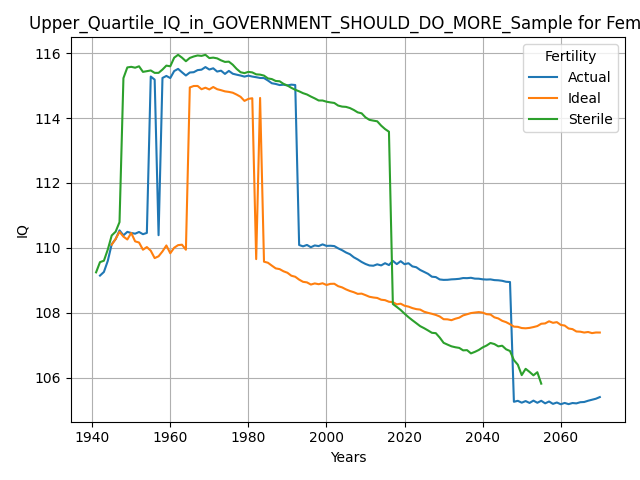 Upper_Quartile_IQ_in_GOVERNMENT_SHOULD_DO_MORE_Sample for Fem
Fertility
Actual
Ideal
Sterile
116
114
112
110
108
106
IQ
1940
1960
1980
2000
2020
2040
2060
Years